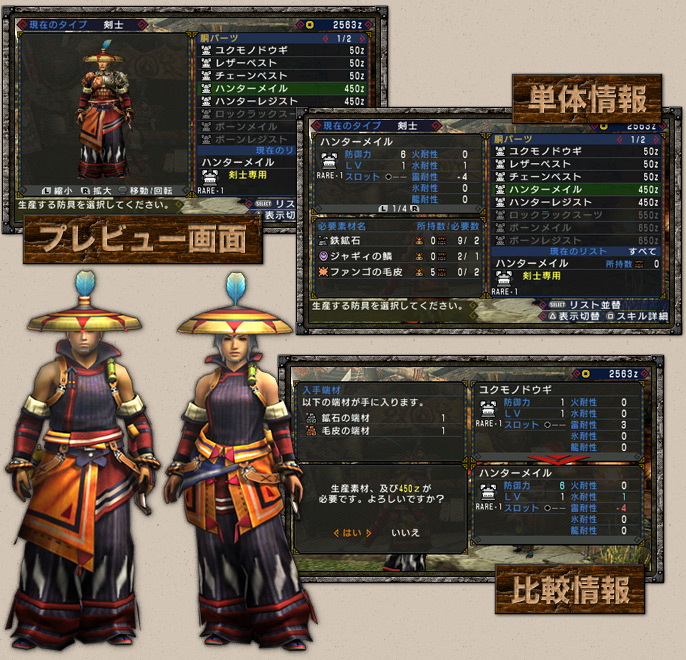 現在のタイプ 剣士
2563z
胴パーツ 1/2
ユクモノドウギ 50z
レザーベスト 50z
チェーンベスト 50z
ハンターメイル 450z
ハンターレジスト 450z
ロックラックスーツ
ボーンメイル
ボーンレジスト
現在のリ
ハンターメイル
剣士専用
RARE-1
L 縮小 R 拡大 移動/回転
生産する防具を選択してください。
SELECT リスト
△表示切
プレビュー画面
単体情報
現在のタイプ 剣士
2563z
ハンターメイル
防御力 6 火耐性 0
LV 1 水耐性 1
RARE-1 スロット ○-- 雷耐性 -4
氷耐性 0
龍耐性 0
L 1/4 R
必要素材名 所持数/必要数
鉄鉱石 0 9/ 2
ジャギィの鱗 0 2/ 1
ファンゴの毛皮 5 0/ 2
胴パーツ 1/2
ユクモノドウギ 50z
レザーベスト 50z
チェーンベスト 50z
ハンターメイル 450z
ハンターレジスト 450z
ロックラックスーツ 550z
ボーンメイル 650z
ボーンレジスト 650z
現在のリスト すべて
ハンターメイル 所持数 0
剣士専用
RARE-1
生産する防具を選択してください。
SELECT リスト並替
△表示切替 □スキル詳細
2563z
入手端材
以下の端材が手に入ります。
鉱石の端材 1
毛皮の端材 1
生産素材、及び450zが
必要です。よろしいですか?
はい いいえ
ユクモノドウギ
防御力 1 火耐性 0
LV 1 水耐性 0
RARE-1 スロット ○-- 雷耐性 3
氷耐性 0
龍耐性 0
ハンターメイル
防御力 6 火耐性 0
LV 1 水耐性 1
RARE-1 スロット ○-- 雷耐性 -4
氷耐性 0
龍耐性 0
比較情報